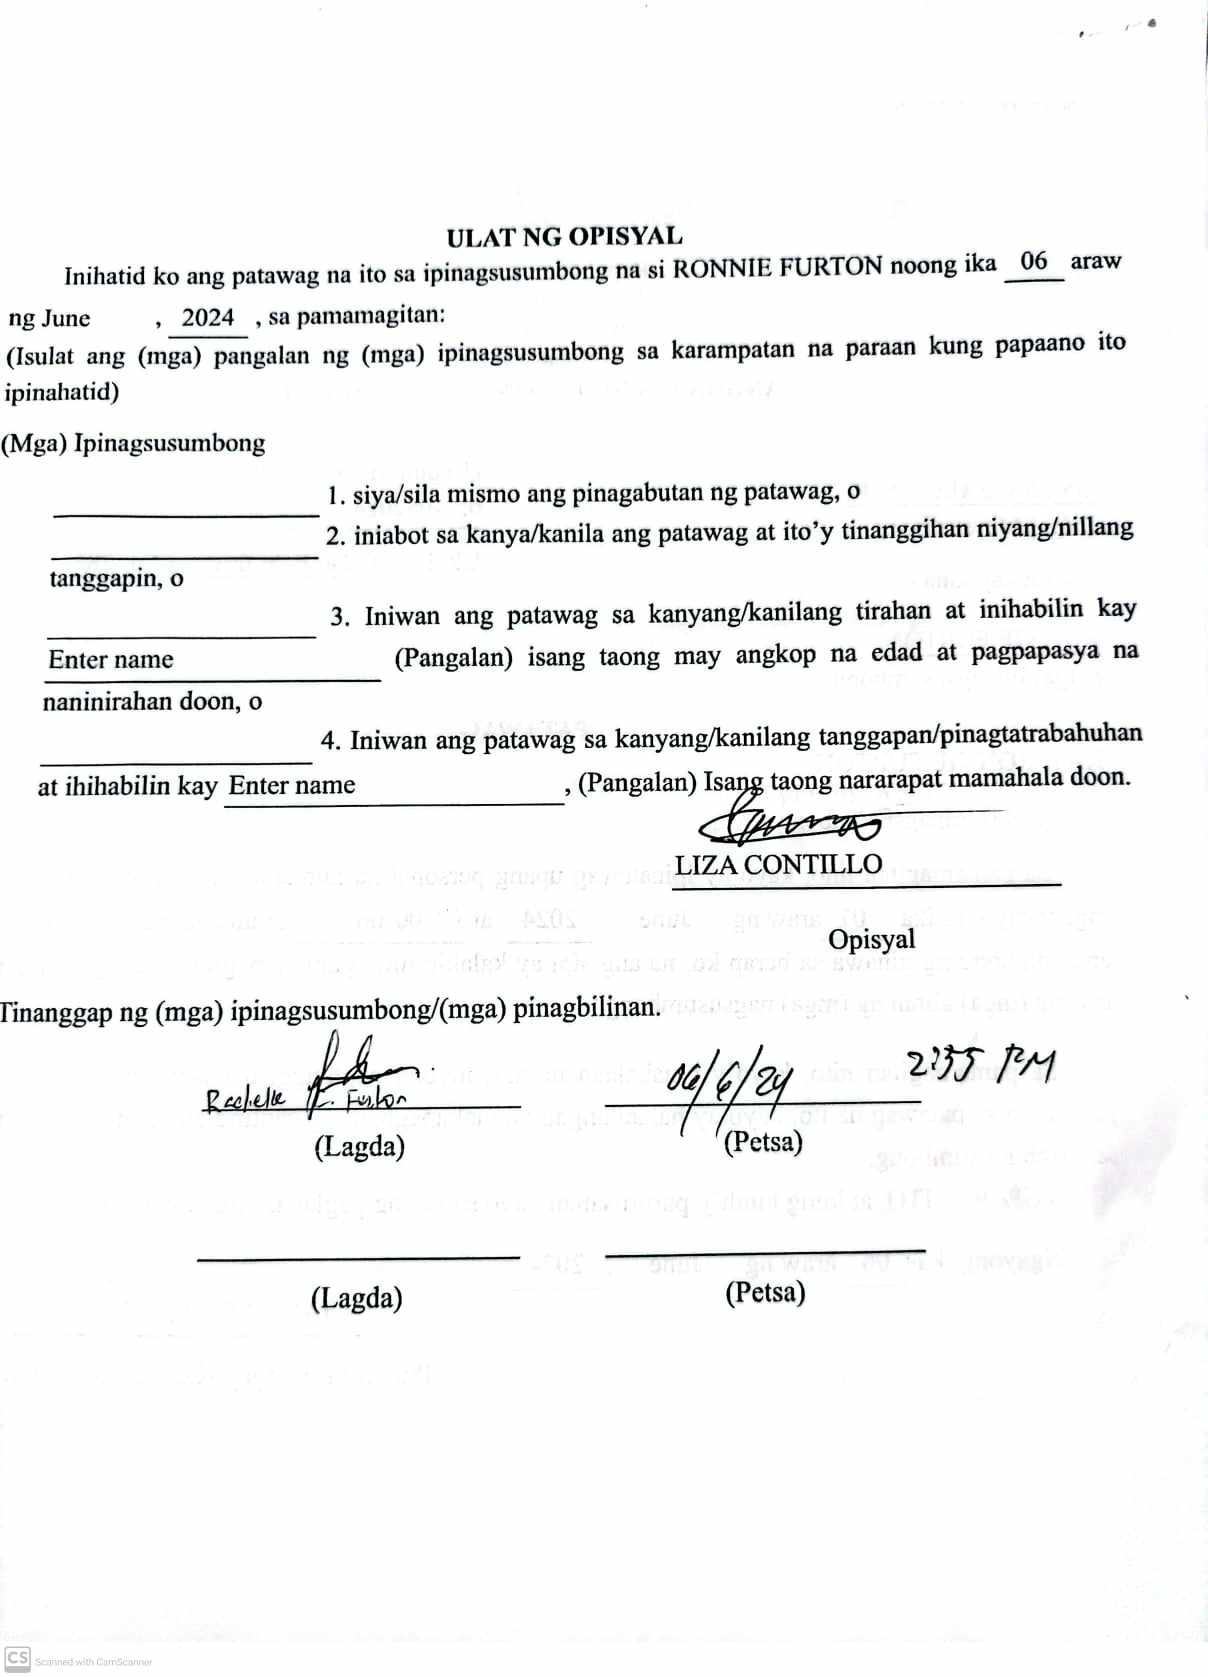 ULAT NG OPISYAL
Inihatid ko ang patawag na ito sa ipinagsusumbong na si RONNIE FURTON noong ika 06 araw
ng June , 2024 , sa pamamagitan:
(Isulat ang (mga) pangalan ng (mga) ipinagsusumbong sa karampatan na paraan kung papaano ito
ipinahatid)
(Mga) Ipinagsusumbong
1. siya/sila mismo ang pinagabutan ng patawag, o
2. iniabot sa kanya/kanila ang patawag at ito'y tinanggihan niyang/nillang
tanggapin, o
3. Iniwan ang patawag sa kanyang/kanilang tirahan at inihabilin kay
Enter name (Pangalan) isang taong may angkop na edad at pagpapasya na
naninirahan doon, o
4. Iniwan ang patawag sa kanyang/kanilang tanggapan/pinagtatrabahuhan
at ihihabilin kay Enter name , (Pangalan) Isang taong nararapat mamahala doon.
LIZA CONTILLO
Opisyal
Tinanggap ng (mga) ipinagsusumbong/(mga) pinagbilinan.
Rachelle F. Furton 06/6/24 2:55 PM
(Lagda) (Petsa)
(Lagda) (Petsa)
CS Scanned with CamScanner